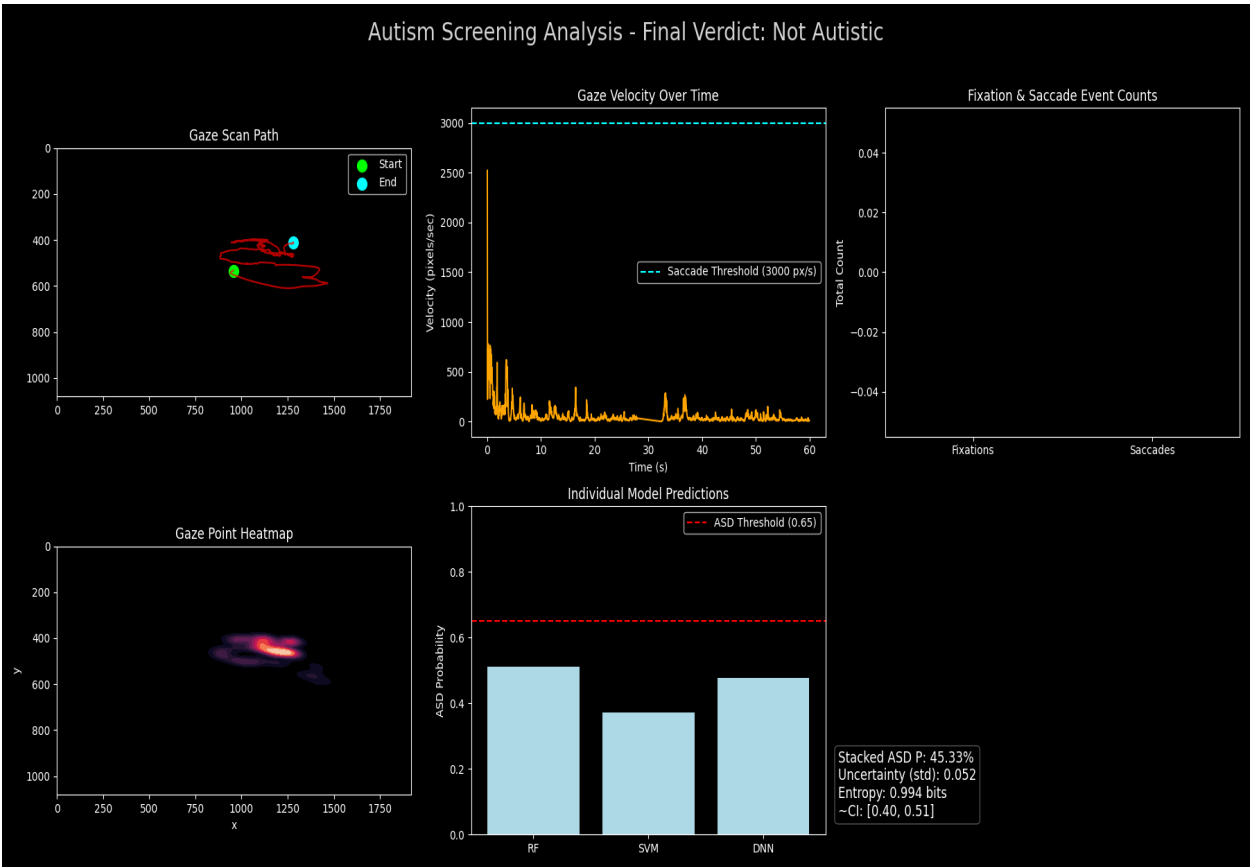 Autism Screening Analysis - Final Verdict: Not Autistic
Gaze Scan Path
Start
End
0
200
400
600
800
1000
0 250 500 750 1000 1250 1500 1750
Gaze Velocity Over Time
Velocity (pixels/sec)
3000
2500
2000
1500
1000
500
0
Saccade Threshold (3000 px/s)
0 10 20 30 40 50 60
Time (s)
Fixation & Saccade Event Counts
Total Count
0.04
0.02
0.00
−0.02
−0.04
Fixations Saccades
Gaze Point Heatmap
y
0
200
400
600
800
1000
0 250 500 750 1000 1250 1500 1750
x
Individual Model Predictions
ASD Probability
1.0
0.8
0.6
0.4
0.2
0.0
ASD Threshold (0.65)
RF SVM DNN
Stacked ASD P: 45.33%
Uncertainty (std): 0.052
Entropy: 0.994 bits
~CI: [0.40, 0.51]